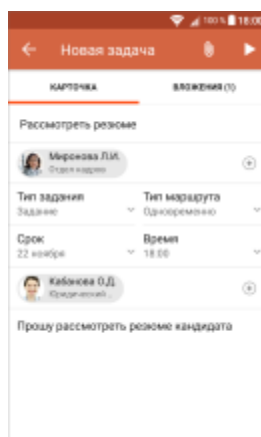 100% 18:00
Новая задача
КАРТОЧКА
ВЛОЖЕНИЯ (1)
Рассмотреть резюме
Миронова Л.И.
Отдел кадров
Тип задания
Тип маршрута
Задание
Одновременно
Срок
Время
22 ноября
18:00
Кабанова О.Д.
Юридический...
Прошу рассмотреть резюме кандидата